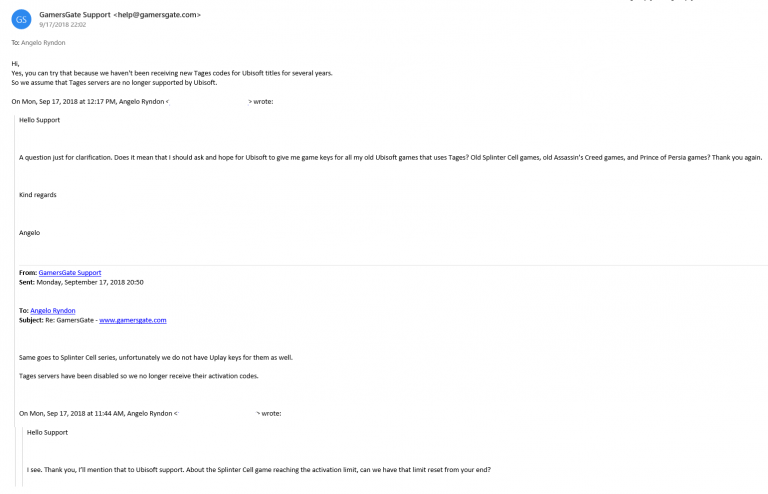 GS
GamersGate Support <help@gamersgate.com>
9/17/2018 22:02
To: Angelo Ryndon
Hi,
Yes, you can try that because we haven't been receiving new Tages codes for Ubisoft titles for several years.
So we assume that Tages servers are no longer supported by Ubisoft.
On Mon, Sep 17, 2018 at 12:17 PM, Angelo Ryndon < > wrote:
Hello Support
A question just for clarification. Does it mean that I should ask and hope for Ubisoft to give me game keys for all my old Ubisoft games that uses Tages? Old Splinter Cell games, old Assassin's Creed games, and Prince of Persia games? Thank you again.
Kind regards
Angelo
From: GamersGate Support
Sent: Monday, September 17, 2018 20:50
To: Angelo Ryndon
Subject: Re: GamersGate - www.gamersgate.com
Same goes to Splinter Cell series, unfortunately we do not have Uplay keys for them as well.
Tages servers have been disabled so we no longer receive their activation codes.
On Mon, Sep 17, 2018 at 11:44 AM, Angelo Ryndon < > wrote:
Hello Support
I see. Thank you, I'll mention that to Ubisoft support. About the Splinter Cell game reaching the activation limit, can we have that limit reset from your end?